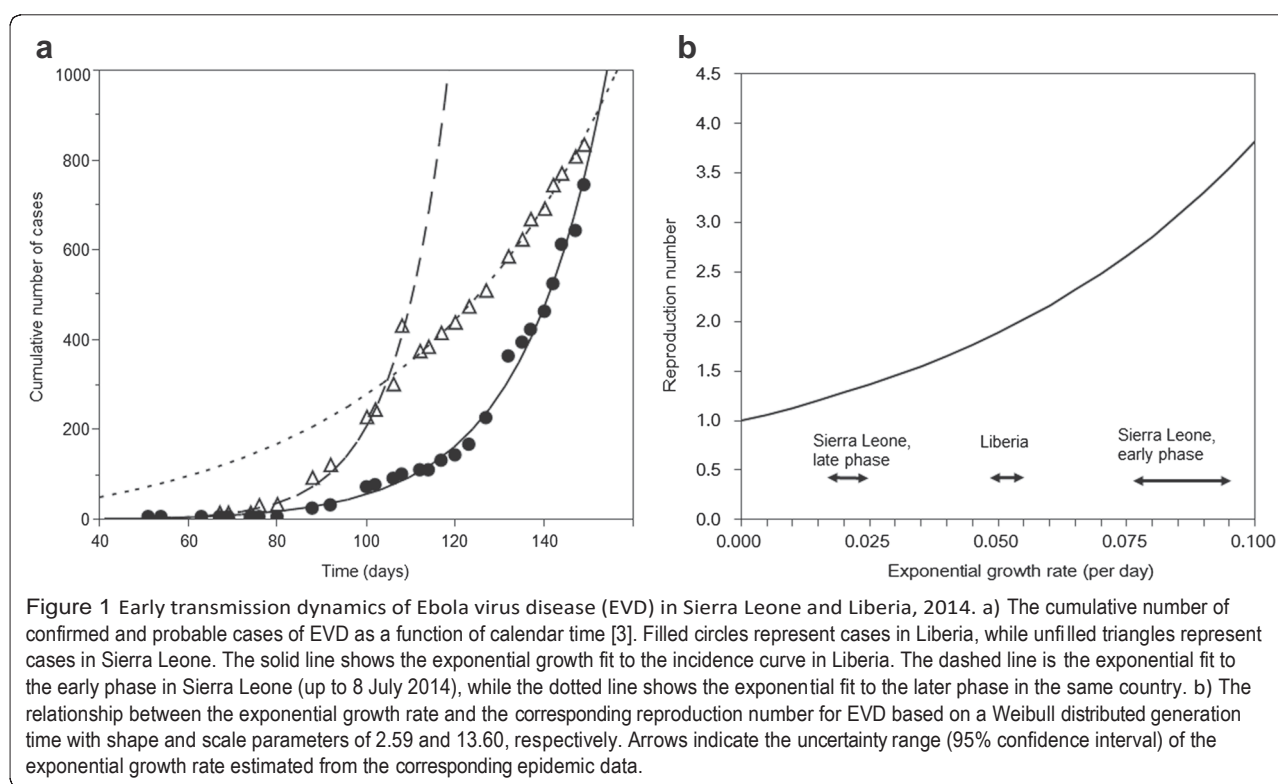 a
b
1000
800
600
400
200
0
Cumulative number of cases
40
60
80
100
120
140
Time (days)
4.5
4.0
3.5
3.0
2.5
2.0
1.5
1.0
0.5
0.0
Reproduction number
Sierra Leone,
late phase
Liberia
Sierra Leone,
early phase
0.000
0.025
0.050
0.075
0.100
Exponential growth rate (per day)
Figure 1 Early transmission dynamics of Ebola virus disease (EVD) in Sierra Leone and Liberia, 2014. a) The cumulative number of
confirmed and probable cases of EVD as a function of calendar time [3]. Filled circles represent cases in Liberia, while unfilled triangles represent
cases in Sierra Leone. The solid line shows the exponential growth fit to the incidence curve in Liberia. The dashed line is the exponential fit to
the early phase in Sierra Leone (up to 8 July 2014), while the dotted line shows the exponential fit to the later phase in the same country. b) The
relationship between the exponential growth rate and the corresponding reproduction number for EVD based on a Weibull distributed generation
time with shape and scale parameters of 2.59 and 13.60, respectively. Arrows indicate the uncertainty range (95% confidence interval) of the
exponential growth rate estimated from the corresponding epidemic data.